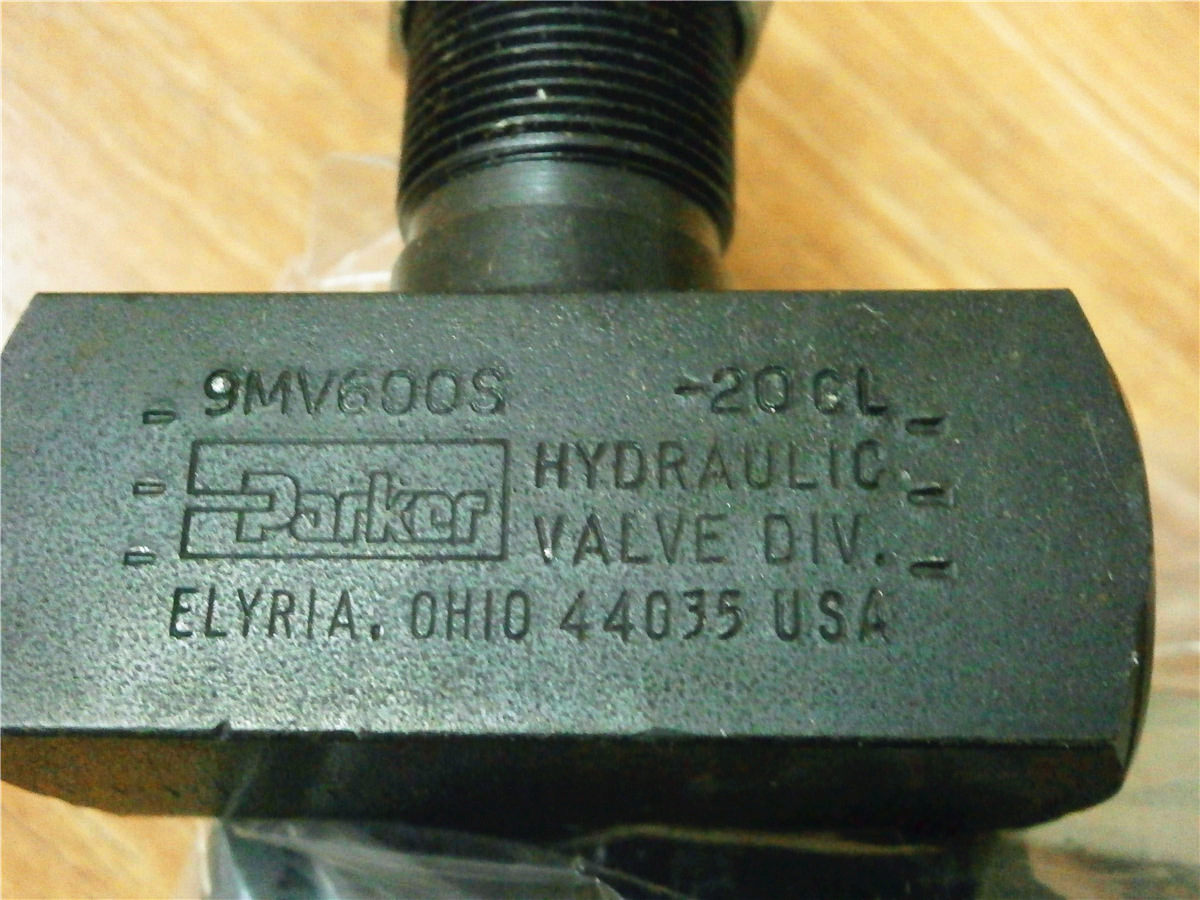 9MV600S -20CL
Parker HYDRAULIC
VALVE DIV.
ELYRIA, OHIO 44035 USA